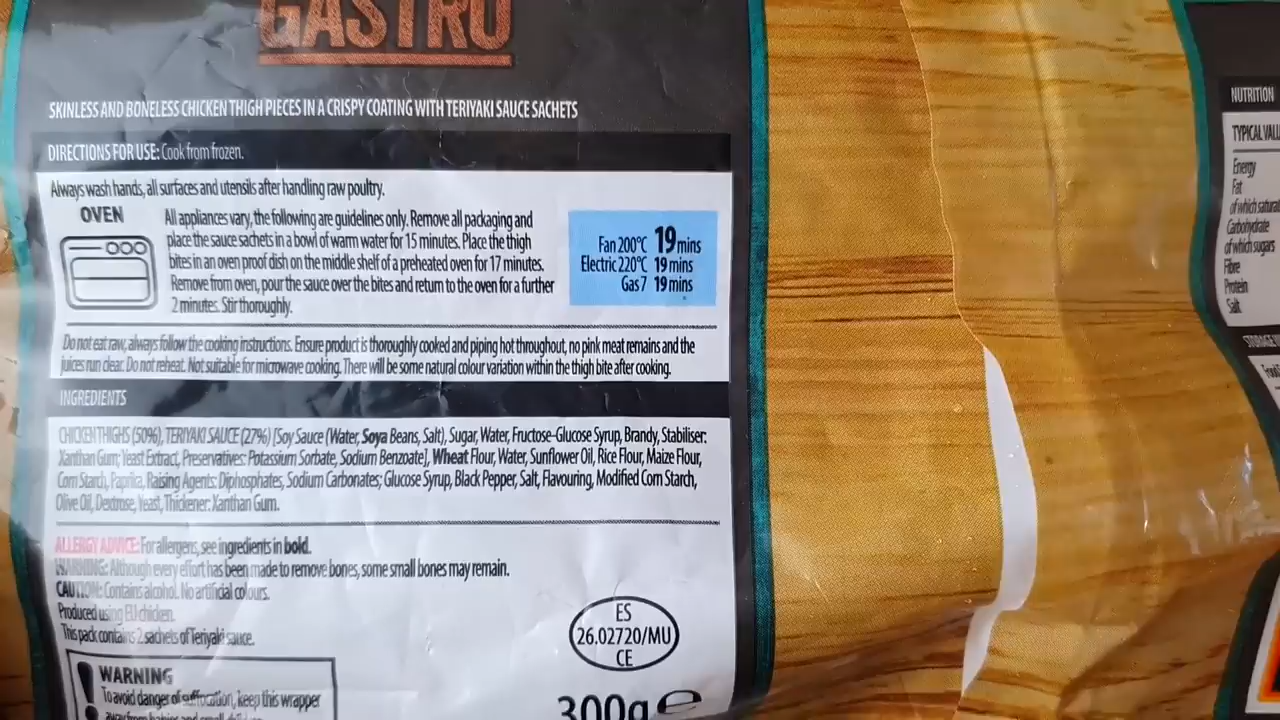 GASTRO
SKINLESS AND BONELESS CHICKEN THIGH PIECES IN A CRISPY COATING WITH TERIYAKI SAUCE SACHETS
DIRECTIONS FOR USE: Cook from frozen.
Always wash hands, all surfaces and utensils after handling raw poultry.
OVEN
All appliances vary, the following are guidelines only. Remove all packaging and
place the sauce sachets in a bowl of warm water for 15 minutes. Place the thigh
bites in an oven proof dish on the middle shelf of a preheated oven for 17 minutes.
Remove from oven, pour the sauce over the bites and return to the oven for a further
2 minutes. Stir thoroughly.
Fan 200°C 19 mins
Electric 220°C 19 mins
Gas 7 19 mins
Do not eat raw, always follow the cooking instructions. Ensure product is thoroughly cooked and piping hot throughout, no pink meat remains and the
juices run clear. Do not reheat. Not suitable for microwave cooking. There will be some natural colour variation within the thigh bite after cooking.
INGREDIENTS
CHICKEN THIGHS (50%), TERIYAKI SAUCE (27%) [Soy Sauce (Water, Soya Beans, Salt), Sugar, Water, Fructose-Glucose Syrup, Brandy, Stabiliser:
Xanthan Gum; Yeast Extract, Preservatives: Potassium Sorbate, Sodium Benzoate], Wheat Flour, Water, Sunflower Oil, Rice Flour, Maize Flour,
Corn Starch, Paprika, Raising Agents: Diphosphates, Sodium Carbonates; Glucose Syrup, Black Pepper, Salt, Flavouring, Modified Corn Starch,
Olive Oil, Dextrose, Yeast, Thickener: Xanthan Gum.
ALLERGY ADVICE: For allergens, see ingredients in bold.
WARNING: Although every effort has been made to remove bones, some small bones may remain.
CAUTION: Contains alcohol. No artificial colours.
Produced using EU chicken.
This pack contains 2 sachets of Teriyaki sauce.
ES
26.02720/MU
CE
WARNING
To avoid danger of suffocation, keep this wrapper
away from babies and small
300g e
NUTRITION
TYPICAL VALU
Energy
Fat
of which satura
Carbohydrate
of which sugars
Fibre
Protein
Salt
STORAGE